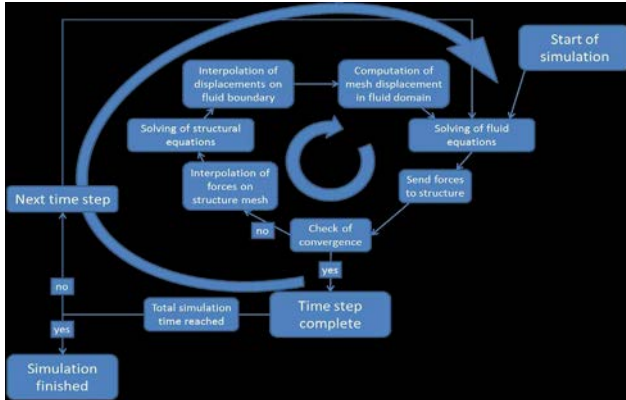 Start of
simulation
Interpolation of
displacements on
fluid boundary
Computation of
mesh displacement
in fluid domain
Solving of structural
equations
Solving of fluid
equations
Interpolation of
forces on
structure mesh
Send forces
to structure
Next time step
no
Check of
convergence
yes
no
Total simulation
time reached
Time step
complete
yes
Simulation
finished